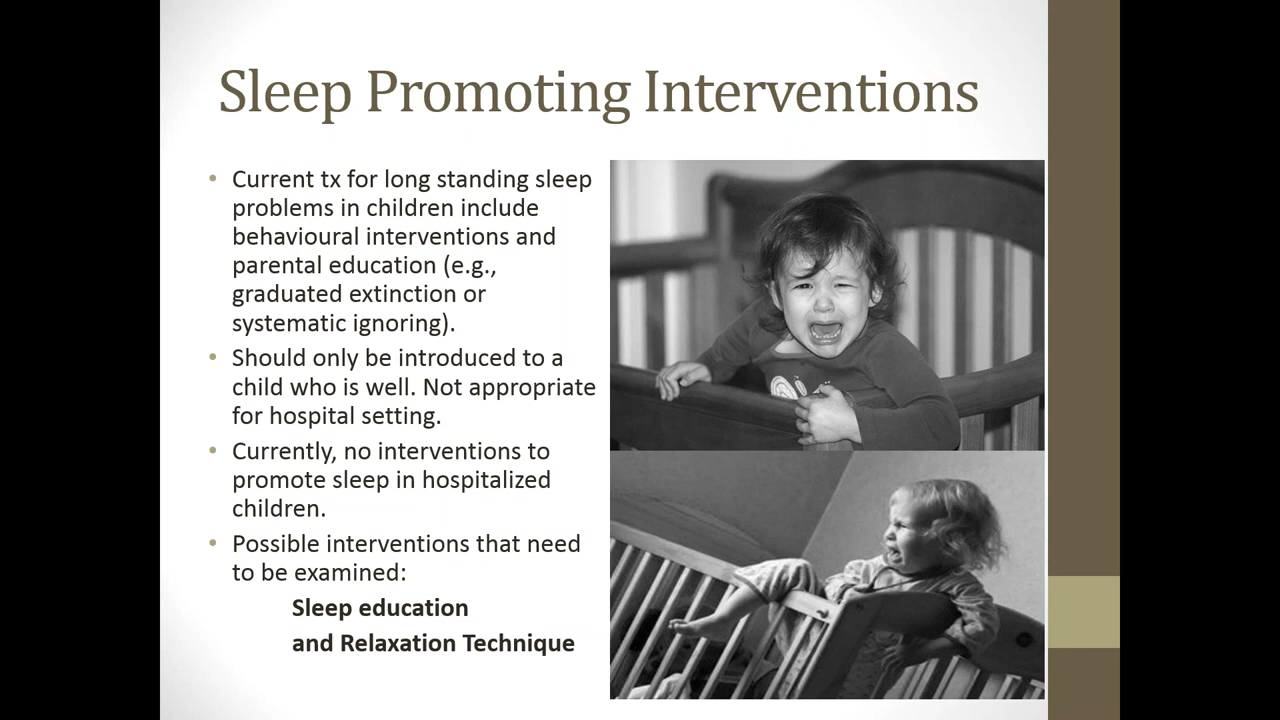 Sleep Promoting Interventions
• Current tx for long standing sleep
problems in children include
behavioural interventions and
parental education (e.g.,
graduated extinction or
systematic ignoring).
• Should only be introduced to a
child who is well. Not appropriate
for hospital setting.
• Currently, no interventions to
promote sleep in hospitalized
children.
• Possible interventions that need
to be examined:
Sleep education
and Relaxation Technique